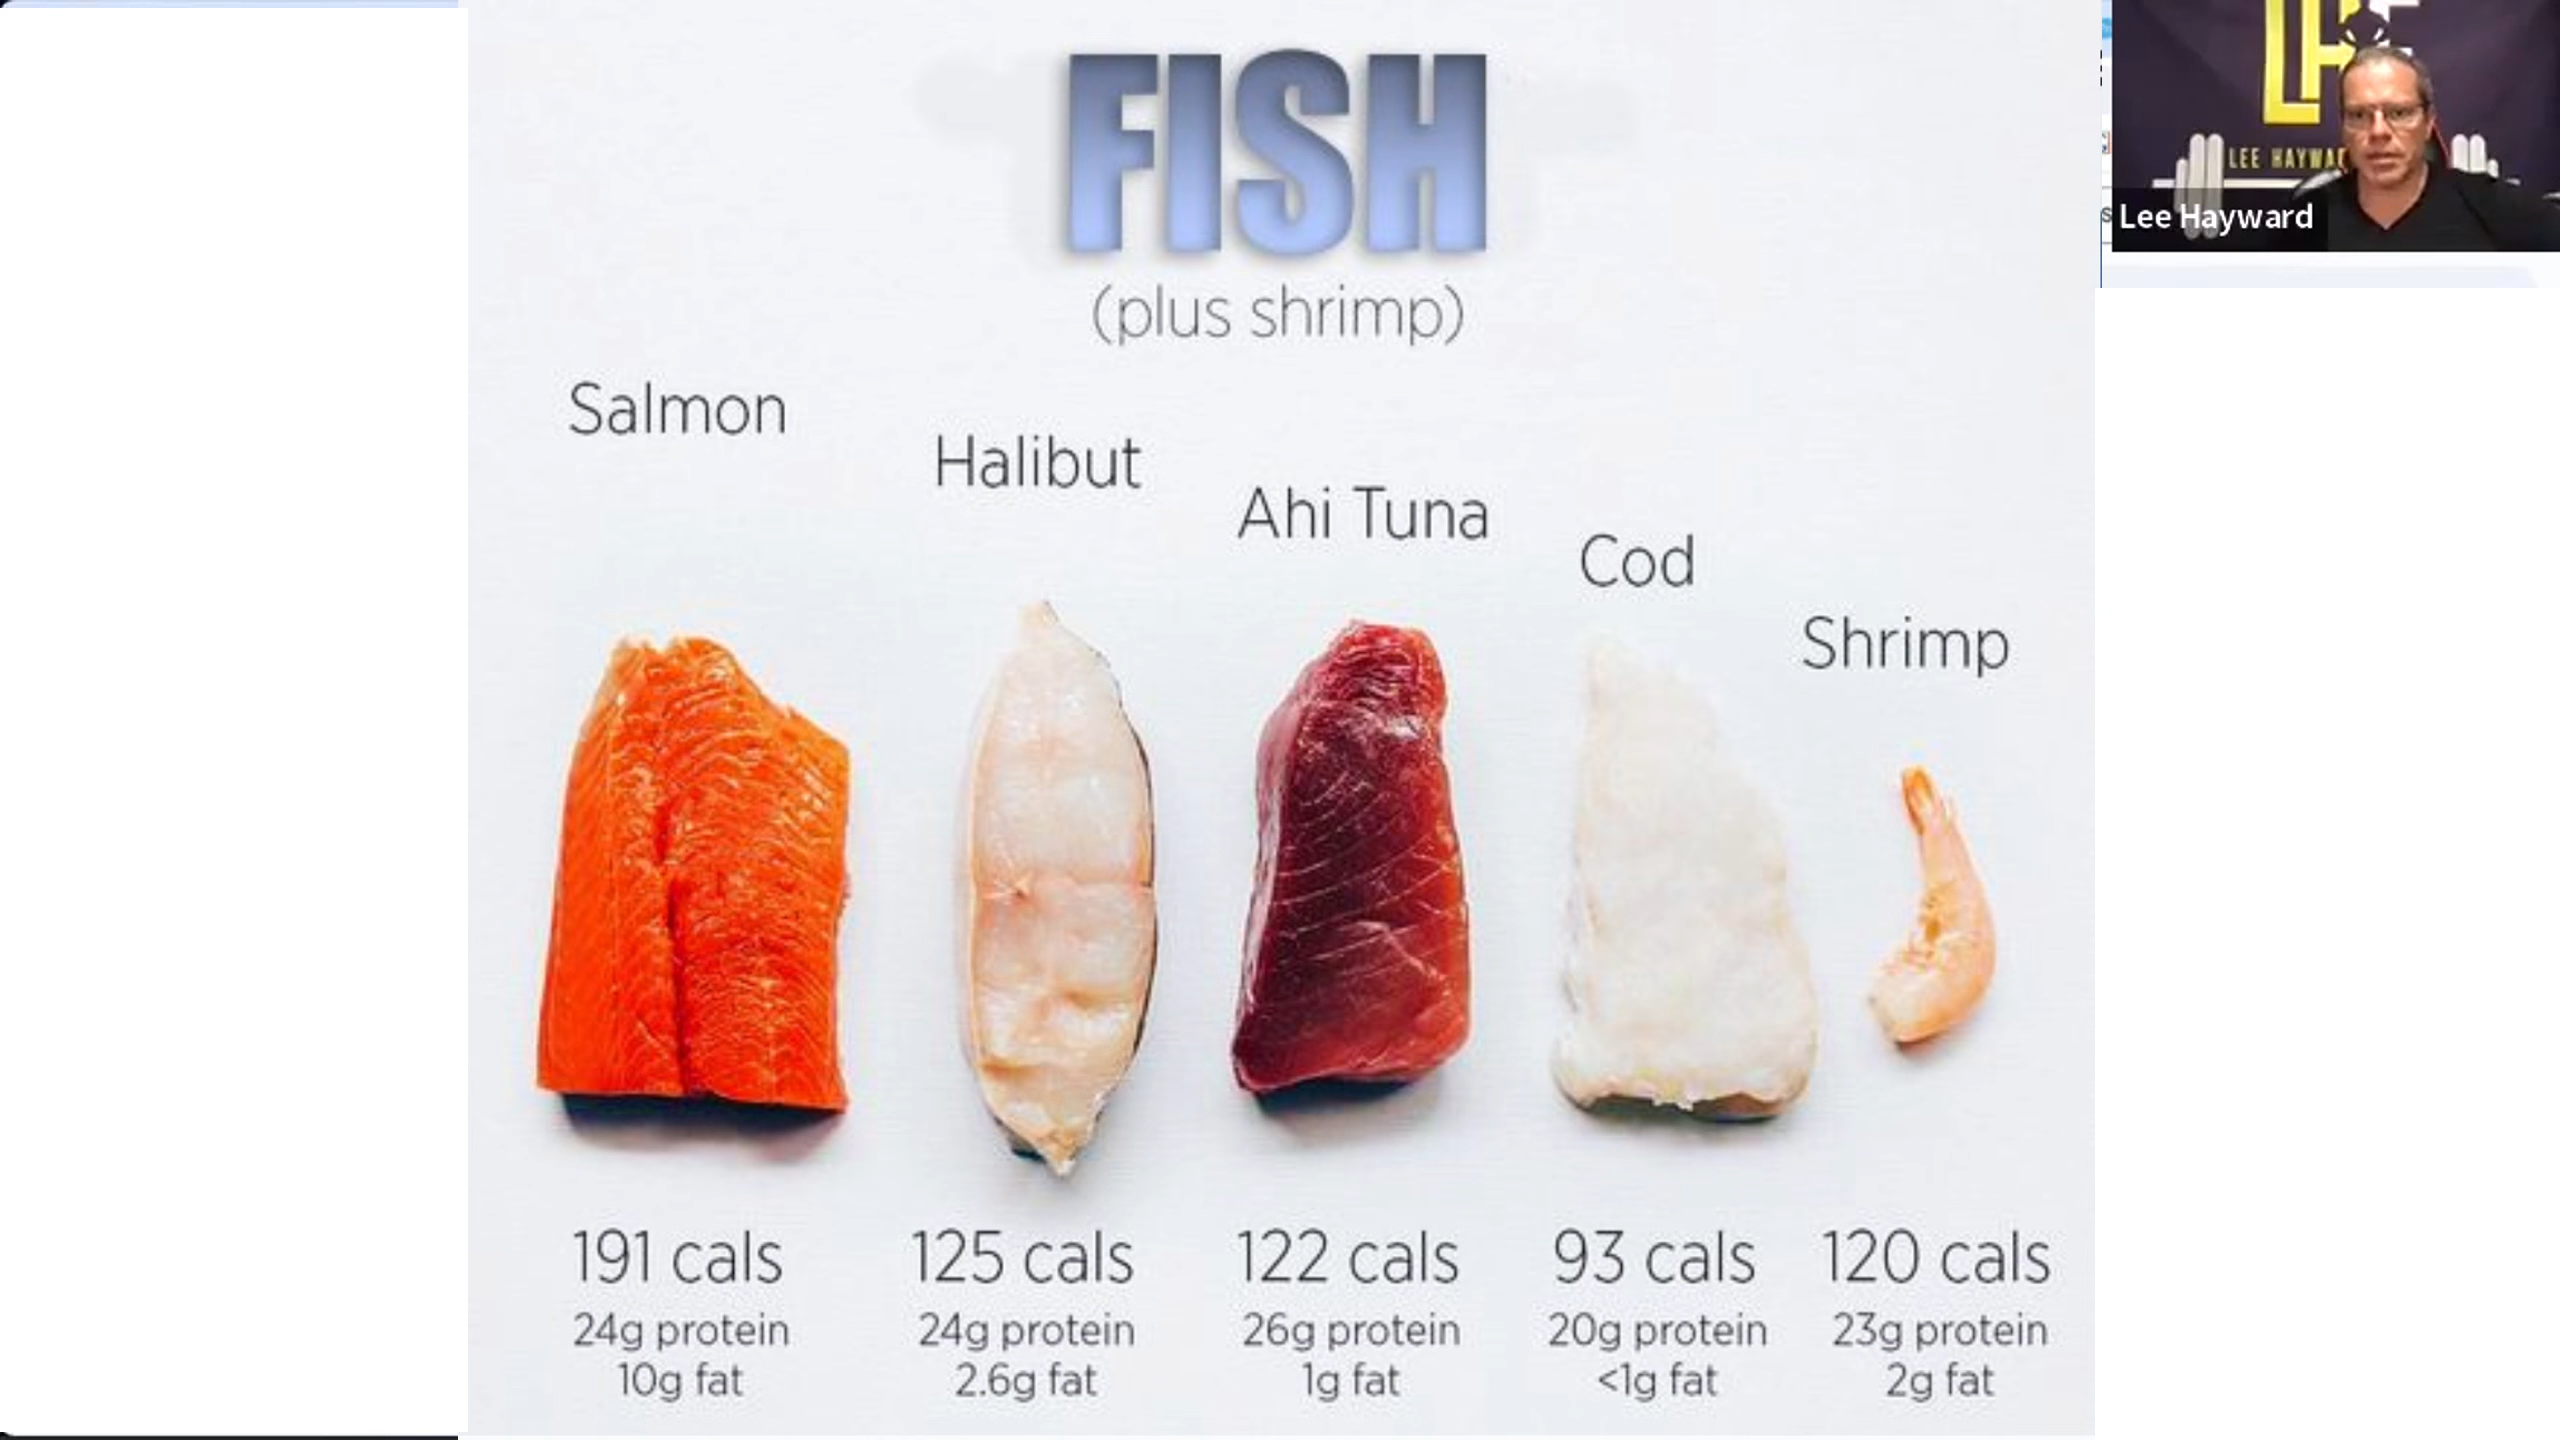 FISH
(plus shrimp)
Salmon
Halibut
Ahi Tuna
Cod
Shrimp
191 cals
24g protein
10g fat
125 cals
24g protein
2.6g fat
122 cals
26g protein
1g fat
93 cals
20g protein
<1g fat
120 cals
23g protein
2g fat
LEE HAYWA
Lee Hayward